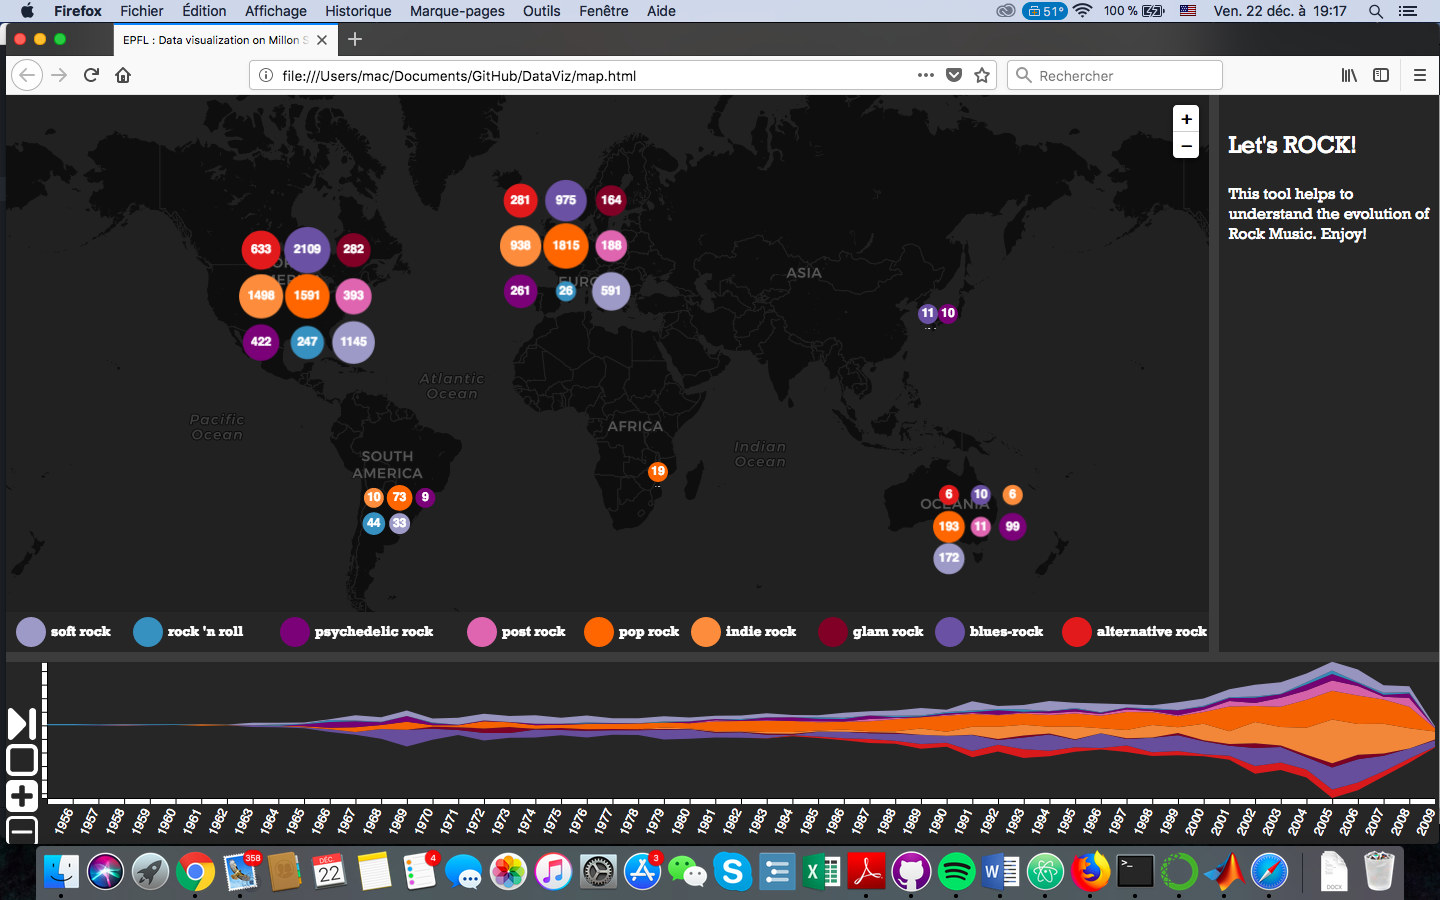 Firefox Fichier Édition Affichage Historique Marque-pages Outils Fenêtre Aide 51° 100 % Ven. 22 déc. à 19:17
EPFL : Data visualization on Millon S
file:///Users/mac/Documents/GitHub/DataViz/map.html
Rechercher
+
−
Let's ROCK!
This tool helps to
understand the evolution of
Rock Music. Enjoy!
281 975 164
938 1815 188
EURO
261 26 591
633 2109 282
1498 1591 393
422 247 1145
ASIA
11 10
Atlantic
Ocean
Pacific
Ocean
AFRICA
Indian
Ocean
19
SOUTH
AMERICA
10 73 9
44 33
6 10 6
OCEANIA
193 11 99
172
soft rock rock 'n roll psychedelic rock post rock pop rock indie rock glam rock blues-rock alternative rock
1956 1957 1958 1959 1960 1961 1962 1963 1964 1965 1966 1967 1968 1969 1970 1971 1972 1973 1974 1975 1976 1977 1978 1979 1980 1981 1982 1983 1984 1985 1986 1987 1988 1989 1990 1991 1992 1993 1994 1995 1996 1997 1998 1999 2000 2001 2002 2003 2004 2005 2006 2007 2008 2009
358
DÉC.
22
4
3
DOCX